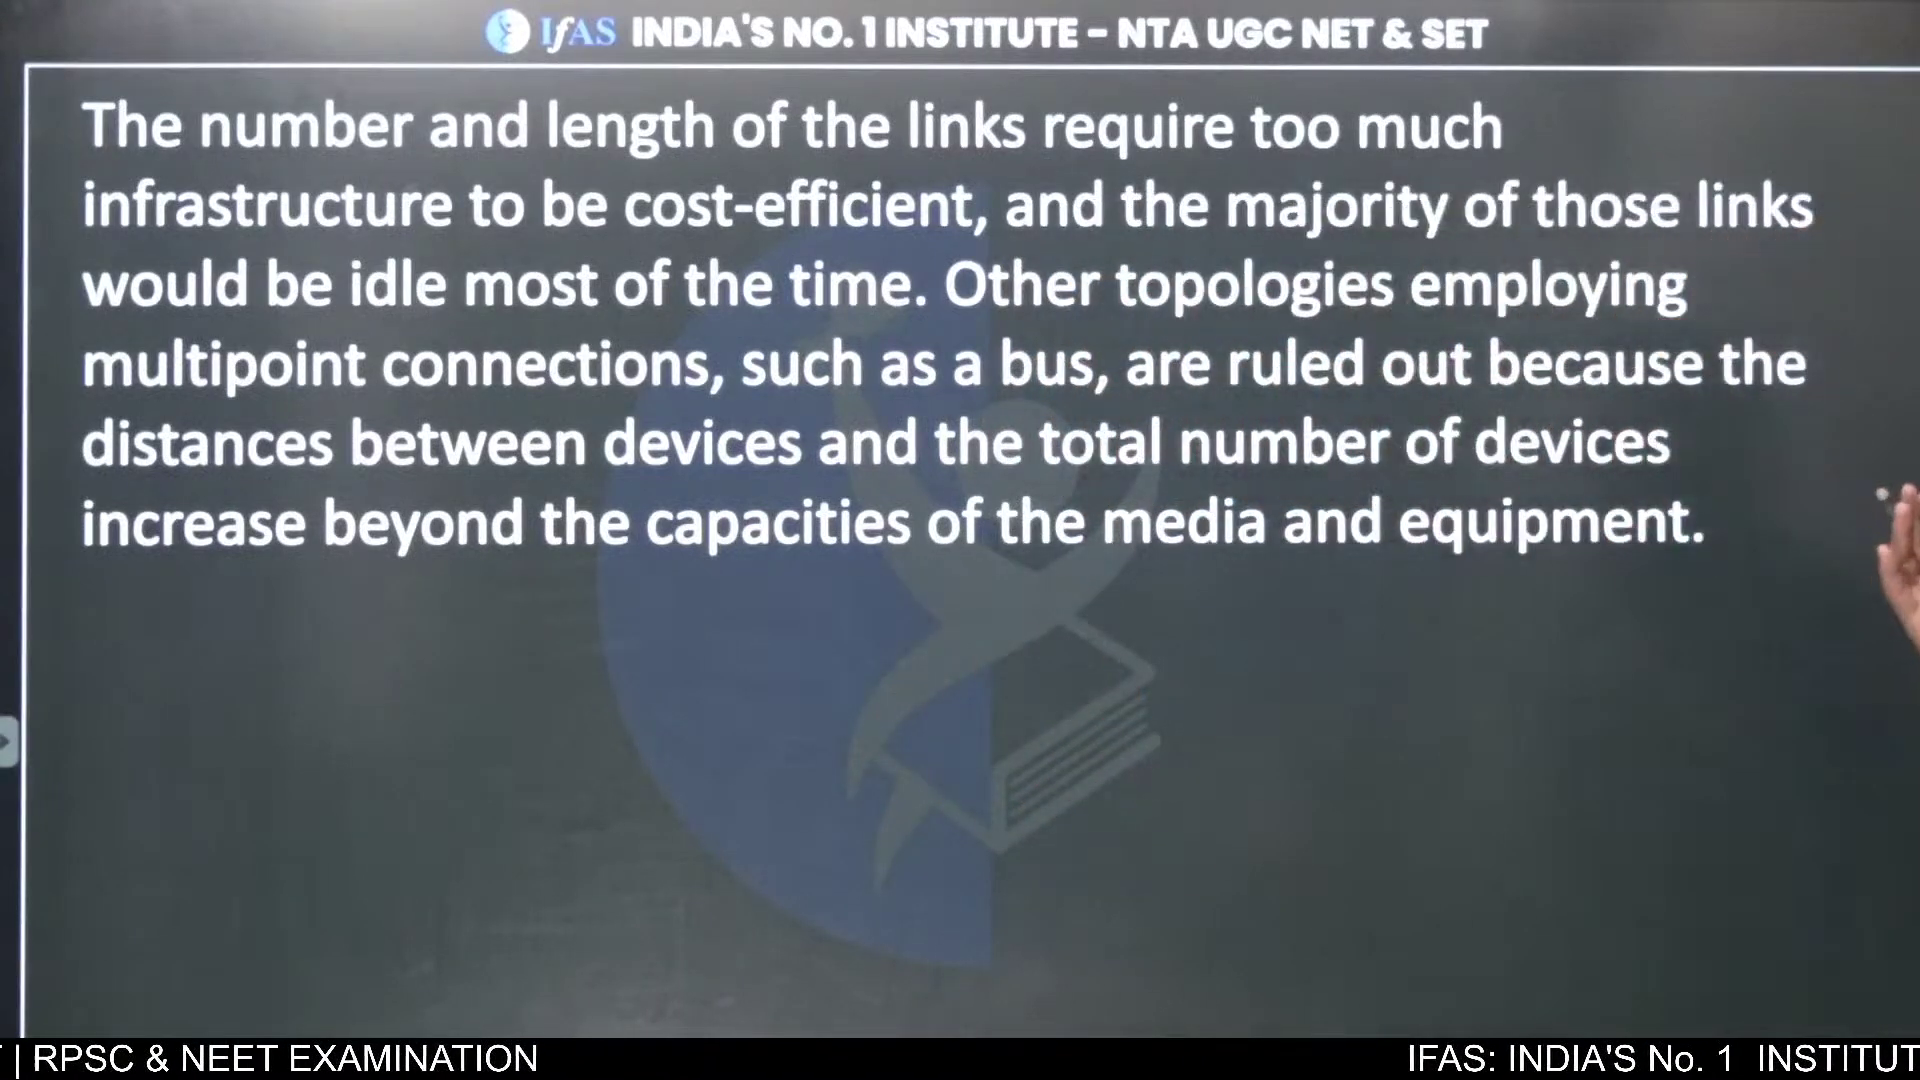 IfAS INDIA'S NO. 1 INSTITUTE - NTA UGC NET & SET
The number and length of the links require too much
infrastructure to be cost-efficient, and the majority of those links
would be idle most of the time. Other topologies employing
multipoint connections, such as a bus, are ruled out because the
distances between devices and the total number of devices
increase beyond the capacities of the media and equipment.
| RPSC & NEET EXAMINATION
IFAS: INDIA'S No. 1 INSTITUT